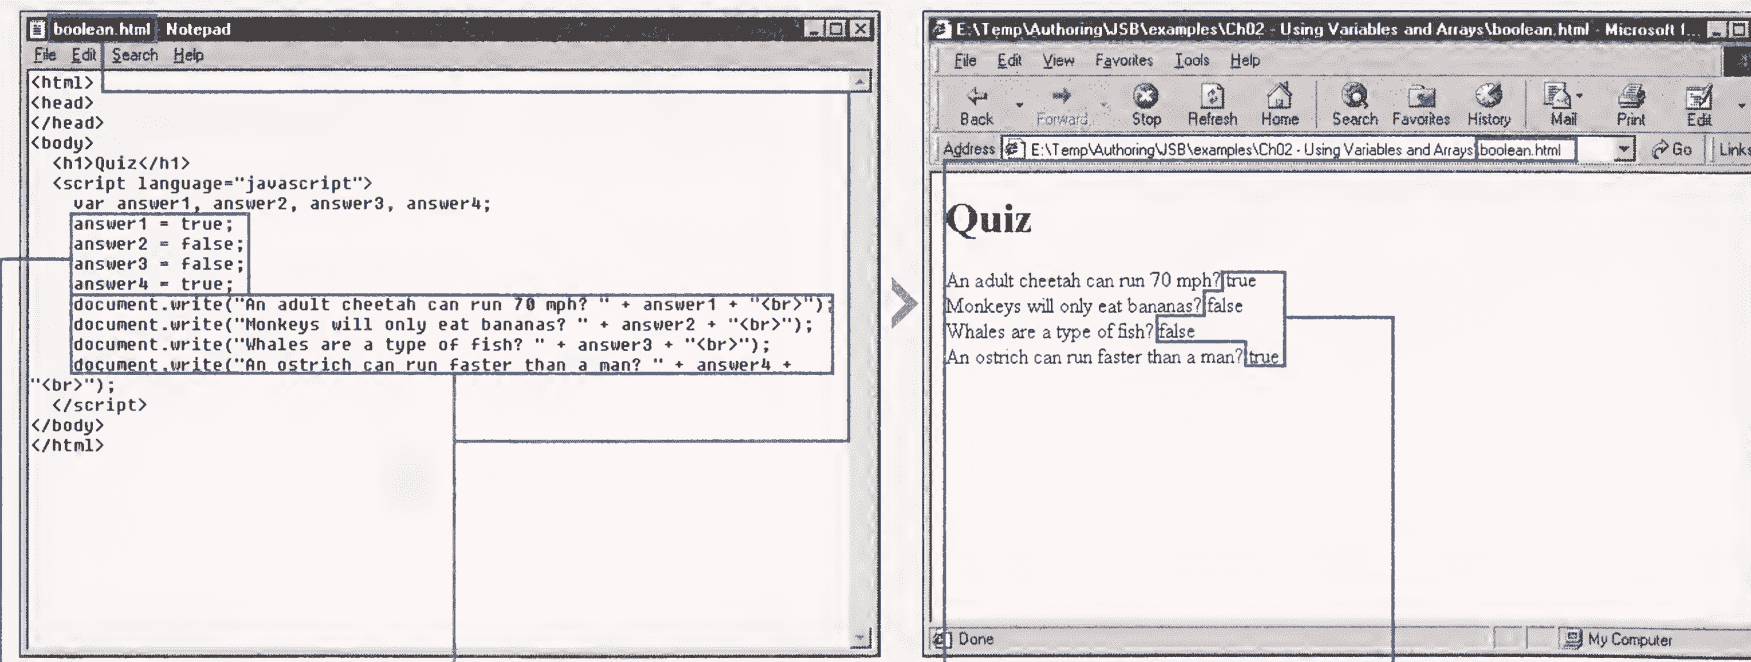 boolean.html - Notepad
File Edit Search Help
<html>
<head>
</head>
<body>
<h1>Quiz</h1>
<script language="javascript">
var answer1, answer2, answer3, answer4;
answer1 = true;
answer2 = false;
answer3 = false;
answer4 = true;
document.write("An adult cheetah can run 70 mph? " + answer1 + "<br>");
document.write("Monkeys will only eat bananas? " + answer2 + "<br>");
document.write("Whales are a type of fish? " + answer3 + "<br>");
document.write("An ostrich can run faster than a man? " + answer4 +
"<br>");
</script>
</body>
</html>
E:\Temp\Authoring\JSB\examples\Ch02 - Using Variables and Arrays\boolean.html - Microsoft I...
File Edit View Favorites Tools Help
Back Forward Stop Refresh Home Search Favorites History Mail Print Edit
Address E:\Temp\Authoring\JSB\examples\Ch02 - Using Variables and Arrays\boolean.html Go Links
Quiz
An adult cheetah can run 70 mph? true
Monkeys will only eat bananas? false
Whales are a type of fish? false
An ostrich can run faster than a man? true
Done My Computer